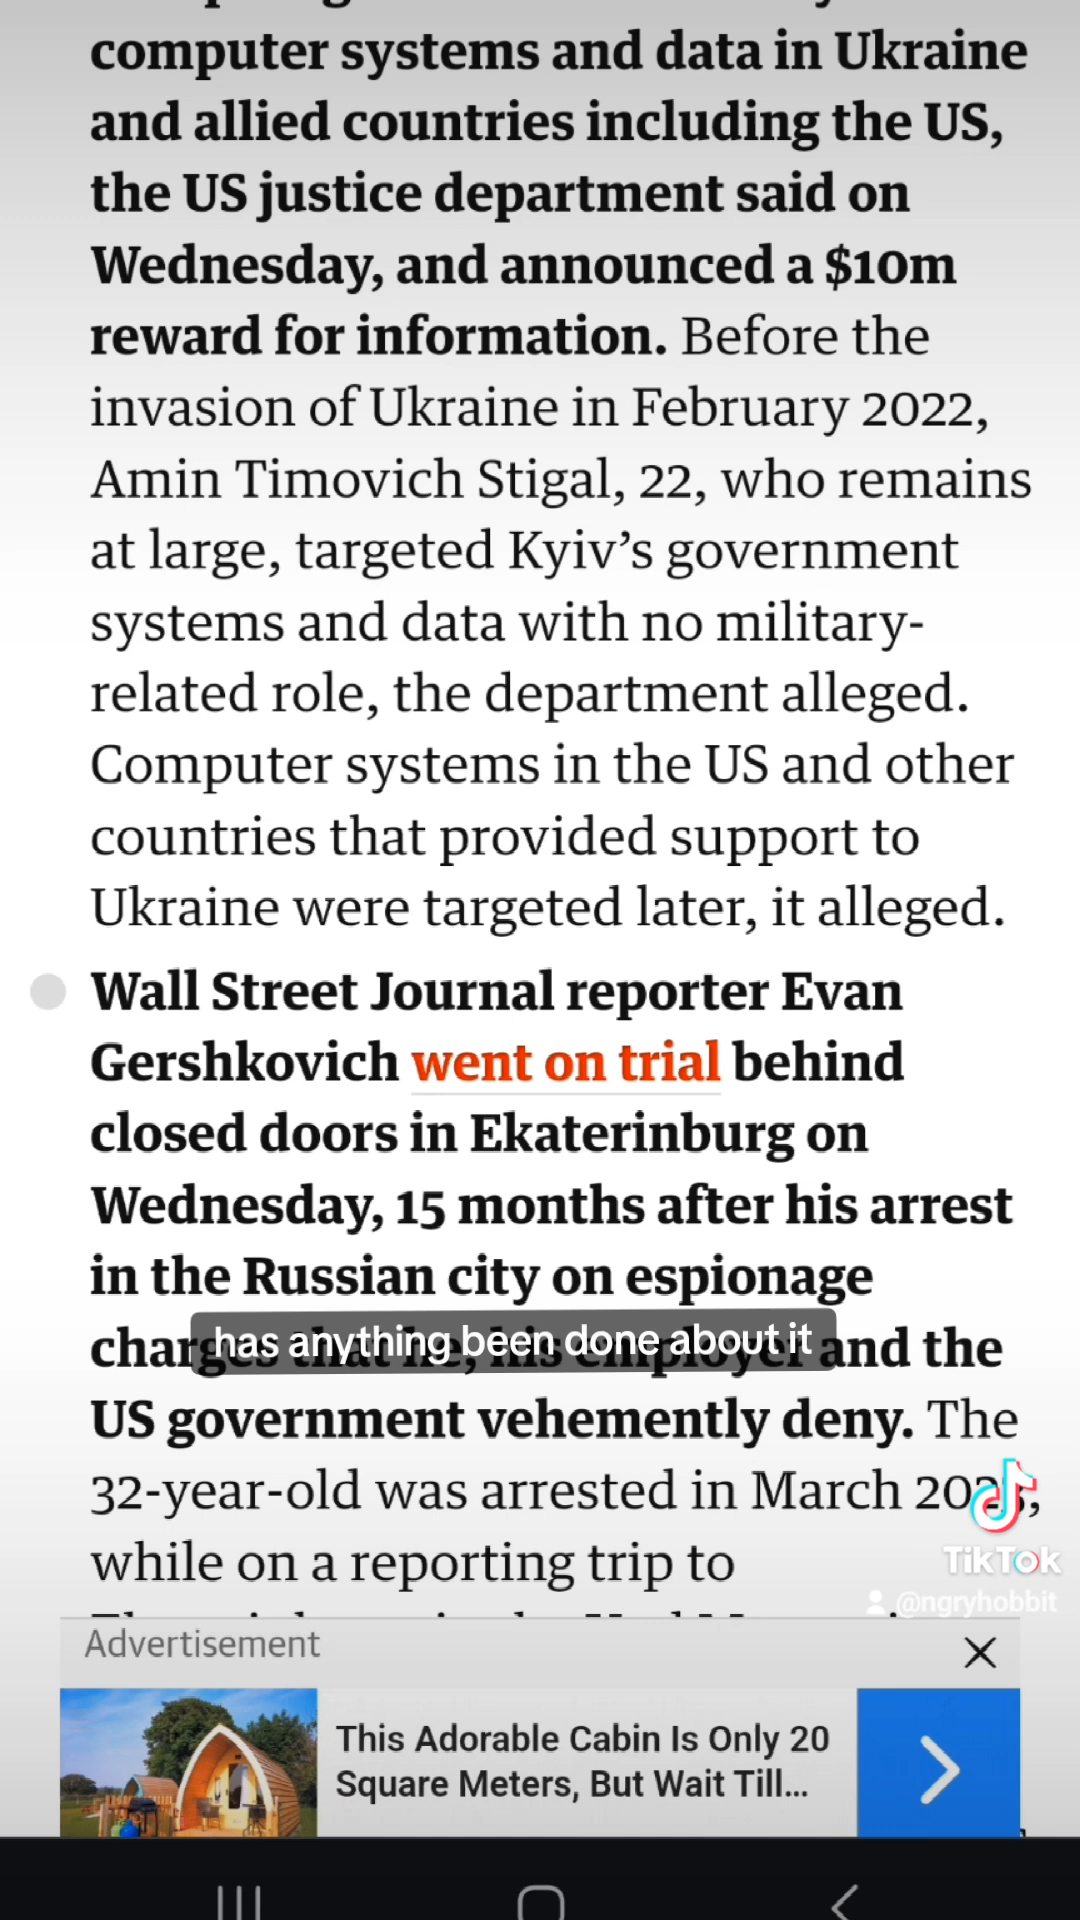 computer systems and data in Ukraine
and allied countries including the US,
the US justice department said on
Wednesday, and announced a $10m
reward for information. Before the
invasion of Ukraine in February 2022,
Amin Timovich Stigal, 22, who remains
at large, targeted Kyiv’s government
systems and data with no military-
related role, the department alleged.
Computer systems in the US and other
countries that provided support to
Ukraine were targeted later, it alleged.
Wall Street Journal reporter Evan
Gershkovich went on trial behind
closed doors in Ekaterinburg on
Wednesday, 15 months after his arrest
in the Russian city on espionage
charges that he, his employer and the
has anything been done about it
US government vehemently deny. The
32-year-old was arrested in March 2023,
while on a reporting trip to
TikTok
@ngryhobbit
Advertisement
This Adorable Cabin Is Only 20
Square Meters, But Wait Till...